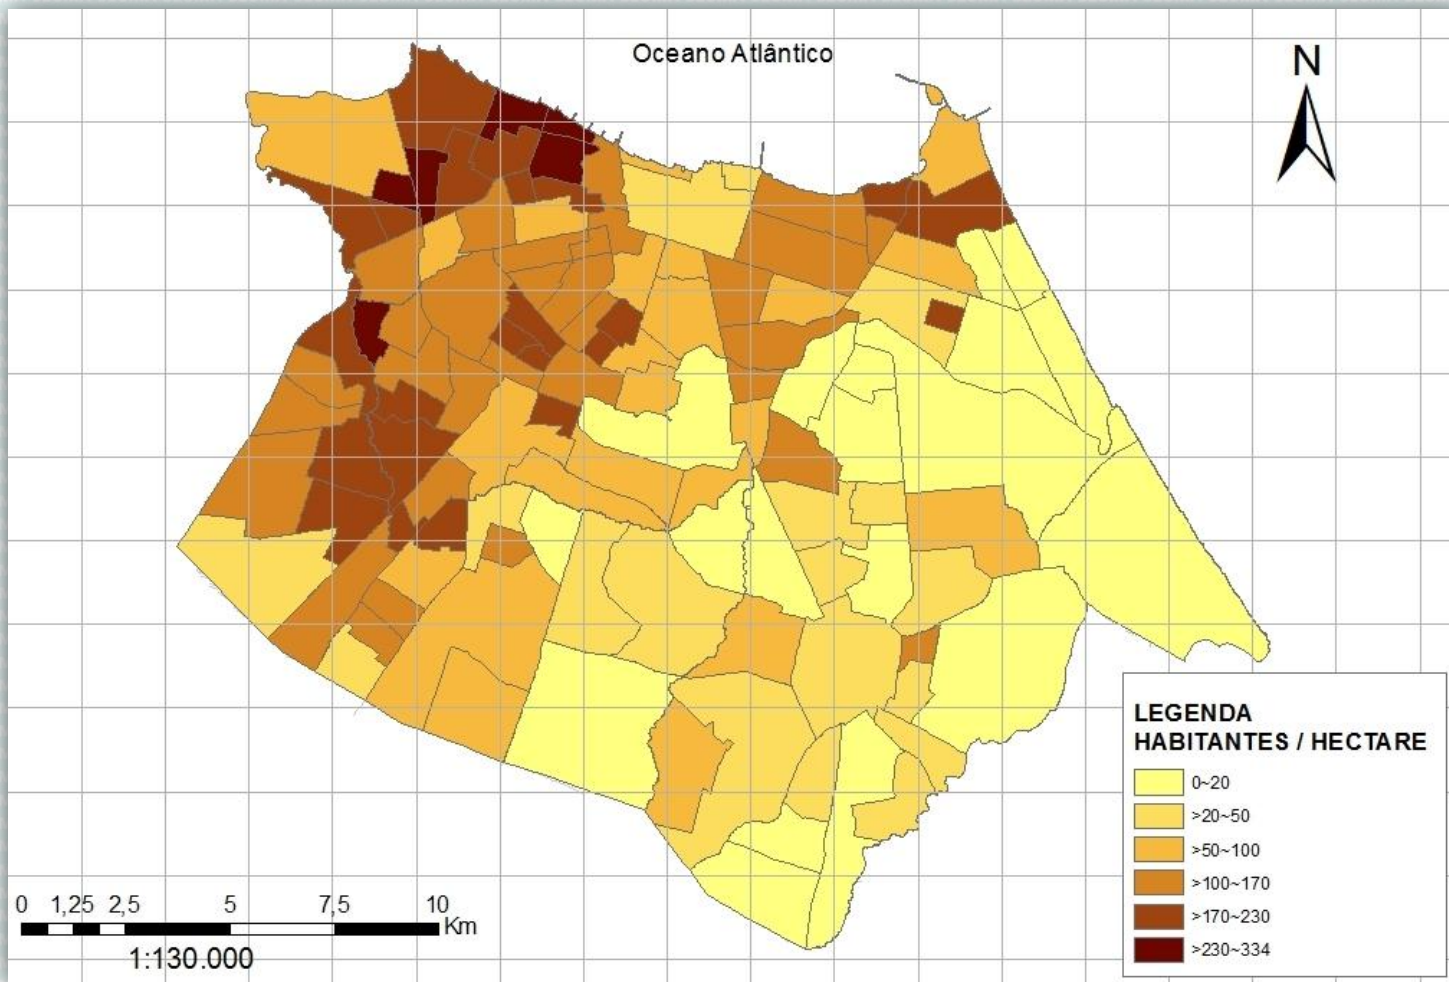 Oceano Atlântico
N
LEGENDA
HABITANTES / HECTARE
0~20
>20~50
>50~100
>100~170
>170~230
>230~334
0 1,25 2,5 5 7,5 10
Km
1:130.000